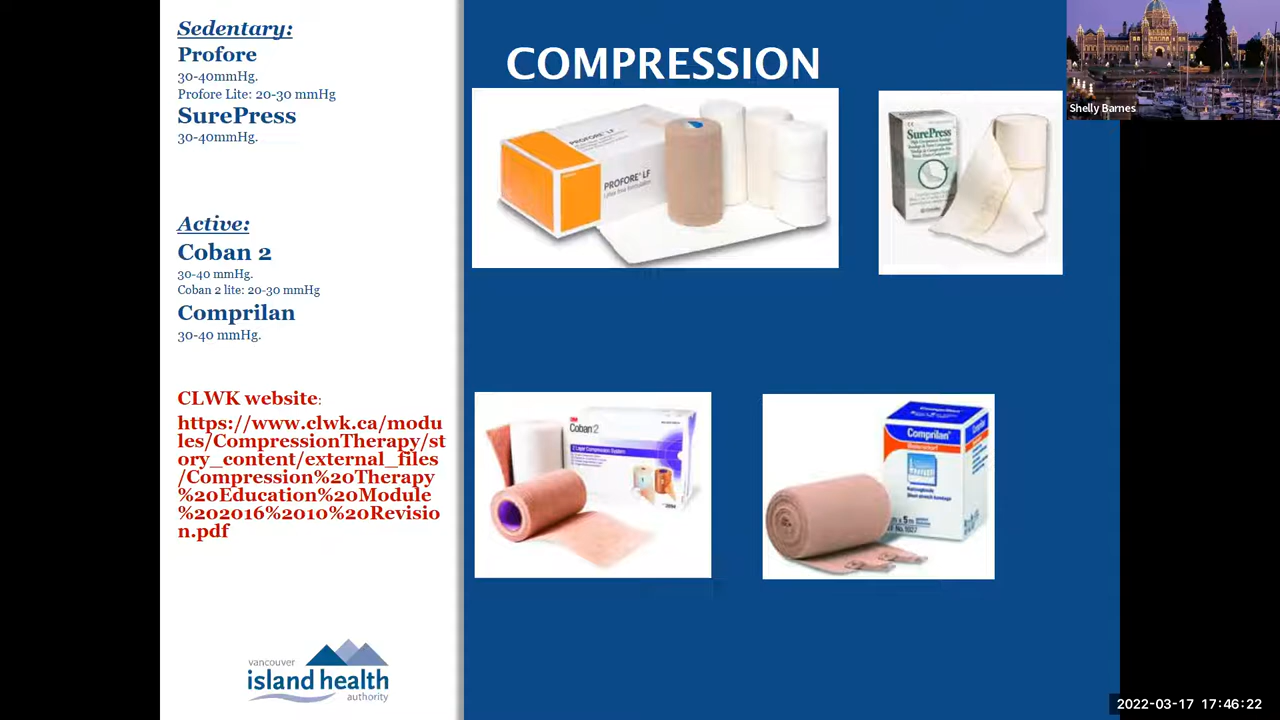 Sedentary:
Profore
30-40mmHg.
Profore Lite: 20-30 mmHg
SurePress
30-40mmHg.
Active:
Coban 2
30-40 mmHg.
Coban 2 lite: 20-30 mmHg
Comprilan
30-40 mmHg.
CLWK website:
https://www.clwk.ca/modu
les/CompressionTherapy/st
ory_content/external_files
/Compression%20Therapy
%20Education%20Module
%202016%2010%20Revisio
n.pdf
vancouver
island health
authority
COMPRESSION
PROFORE LF
PROFORE LF
SurePress
Coban 2
Comprilan
Shelly Barnes
2022-03-17 17:46:22